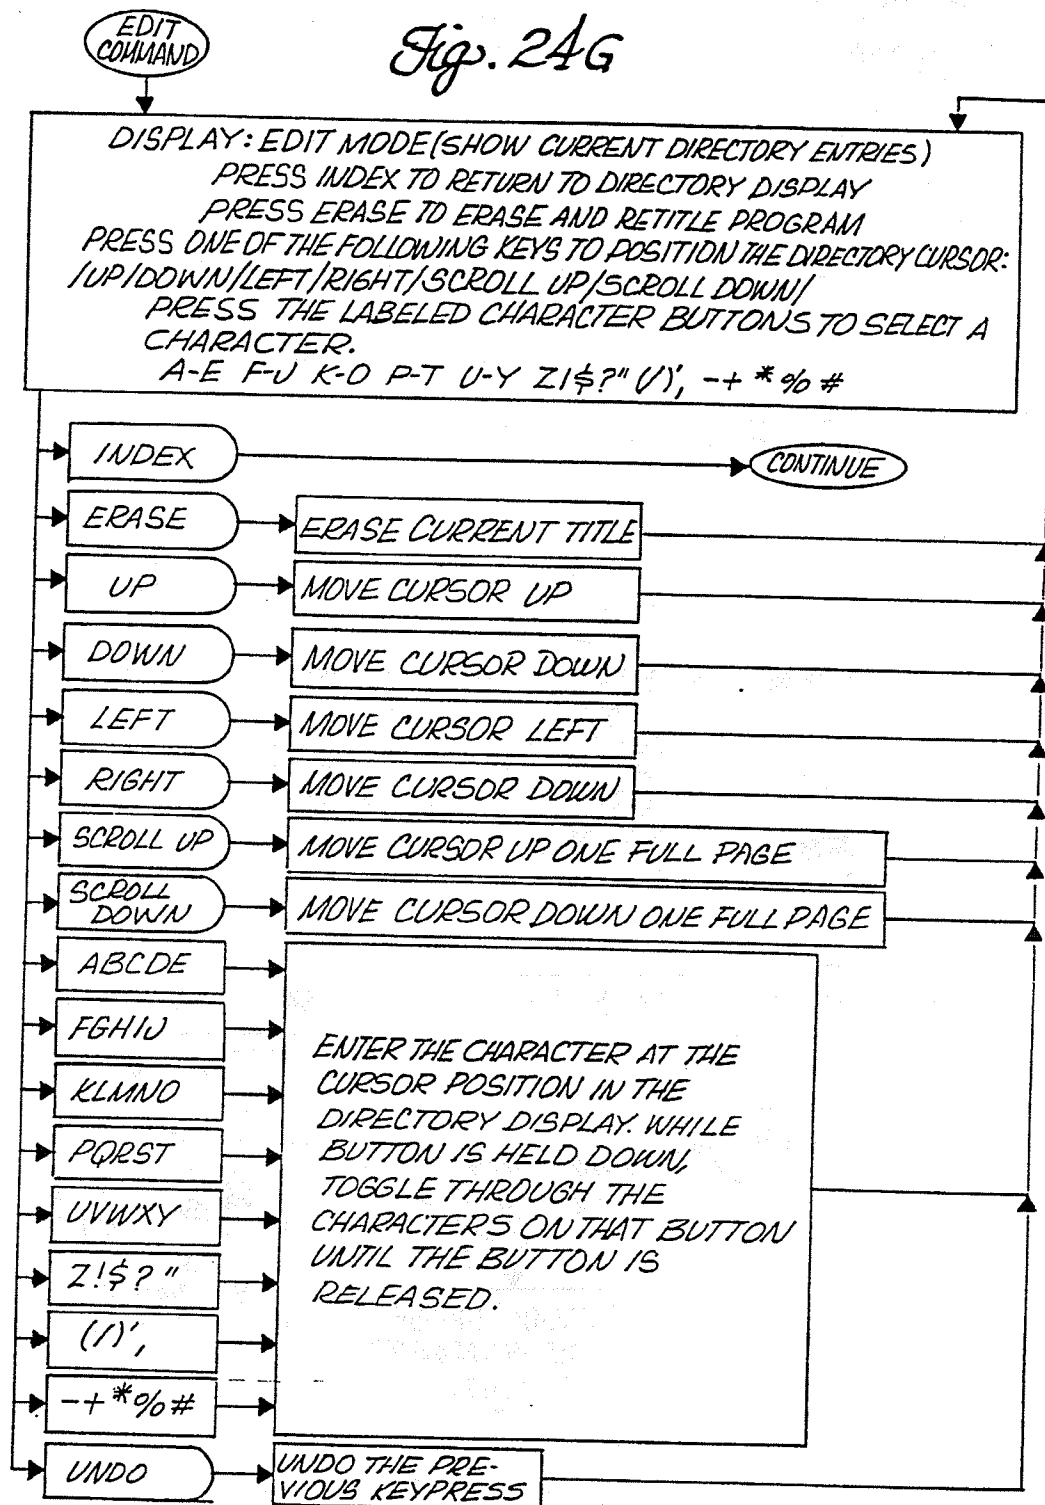 EDIT
COMMAND
Fig. 24G
DISPLAY: EDIT MODE (SHOW CURRENT DIRECTORY ENTRIES)
PRESS INDEX TO RETURN TO DIRECTORY DISPLAY
PRESS ERASE TO ERASE AND RETITLE PROGRAM
PRESS ONE OF THE FOLLOWING KEYS TO POSITION THE DIRECTORY CURSOR:
/UP/DOWN/LEFT/RIGHT/SCROLL UP/SCROLL DOWN/
PRESS THE LABELED CHARACTER BUTTONS TO SELECT A
CHARACTER.
A-E F-J K-O P-T U-Y Z!$?" (/)', -+*%#
INDEX
CONTINUE
ERASE
ERASE CURRENT TITLE
UP
MOVE CURSOR UP
DOWN
MOVE CURSOR DOWN
LEFT
MOVE CURSOR LEFT
RIGHT
MOVE CURSOR DOWN
SCROLL UP
MOVE CURSOR UP ONE FULL PAGE
SCROLL
DOWN
MOVE CURSOR DOWN ONE FULL PAGE
ABCDE
FGHIJ
KLMNO
PQRST
UVWXY
Z!$?"
(/)',
-+*%#
ENTER THE CHARACTER AT THE
CURSOR POSITION IN THE
DIRECTORY DISPLAY. WHILE
BUTTON IS HELD DOWN,
TOGGLE THROUGH THE
CHARACTERS ON THAT BUTTON
UNTIL THE BUTTON IS
RELEASED.
UNDO
UNDO THE PRE-
VIOUS KEYPRESS